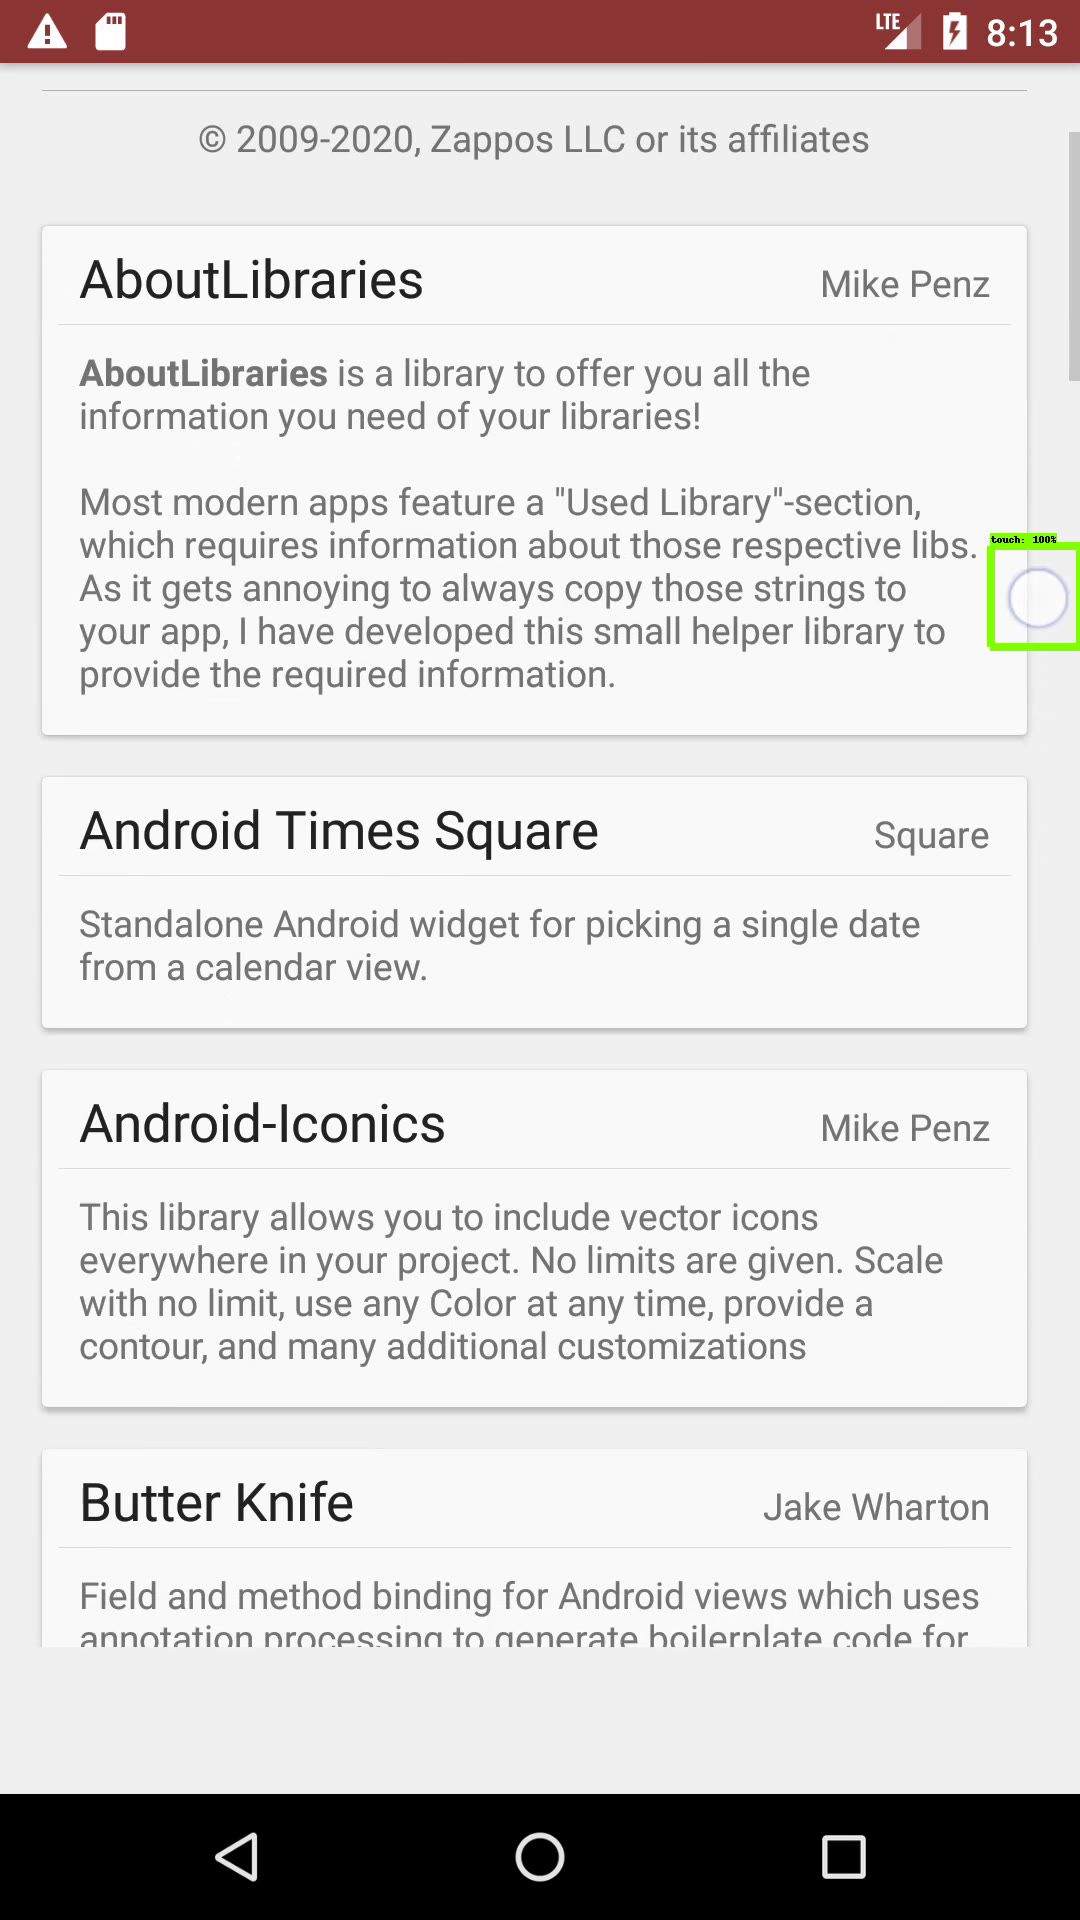 LTE 8:13
© 2009-2020, Zappos LLC or its affiliates
AboutLibraries Mike Penz
AboutLibraries is a library to offer you all the
information you need of your libraries!
Most modern apps feature a "Used Library"-section,
which requires information about those respective libs.
touch: 100%
As it gets annoying to always copy those strings to
your app, I have developed this small helper library to
provide the required information.
Android Times Square Square
Standalone Android widget for picking a single date
from a calendar view.
Android-Iconics Mike Penz
This library allows you to include vector icons
everywhere in your project. No limits are given. Scale
with no limit, use any Color at any time, provide a
contour, and many additional customizations
Butter Knife Jake Wharton
Field and method binding for Android views which uses
annotation processing to generate boilerplate code for